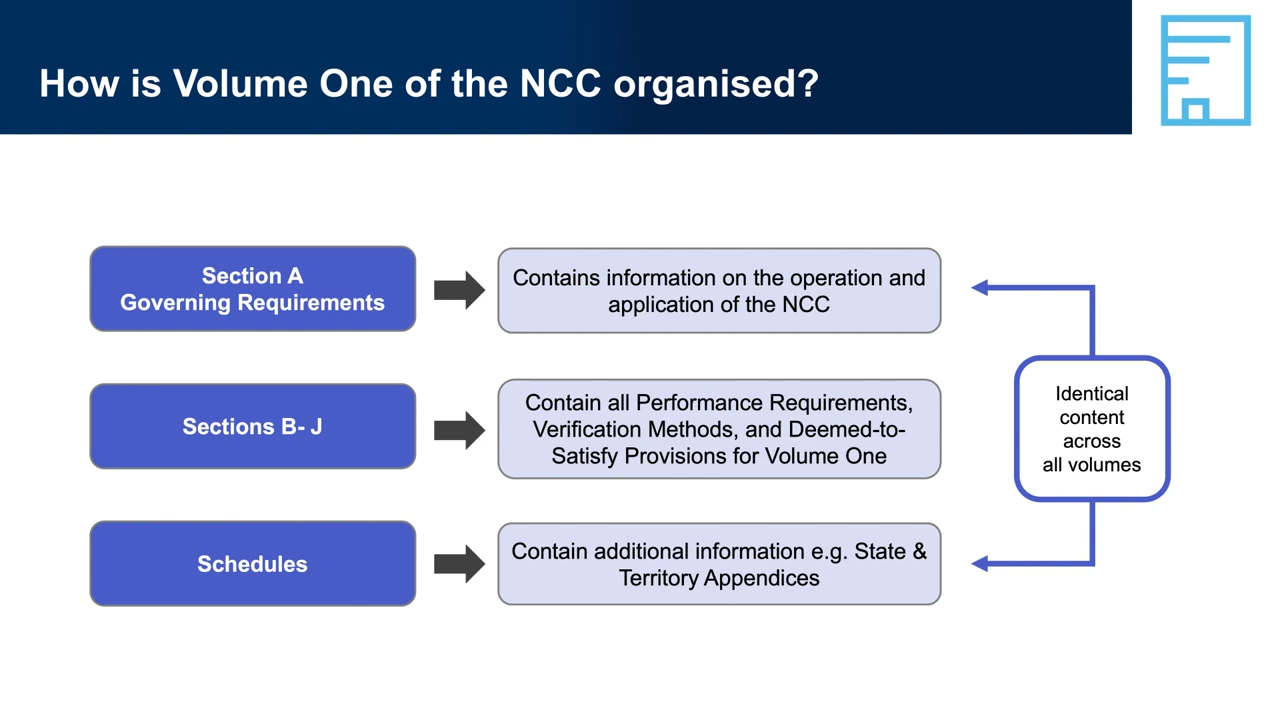 How is Volume One of the NCC organised?
Section A
Governing Requirements
Contains information on the operation and
application of the NCC
Sections B- J
Contain all Performance Requirements,
Verification Methods, and Deemed-to-
Satisfy Provisions for Volume One
Identical
content
across
all volumes
Schedules
Contain additional information e.g. State &
Territory Appendices